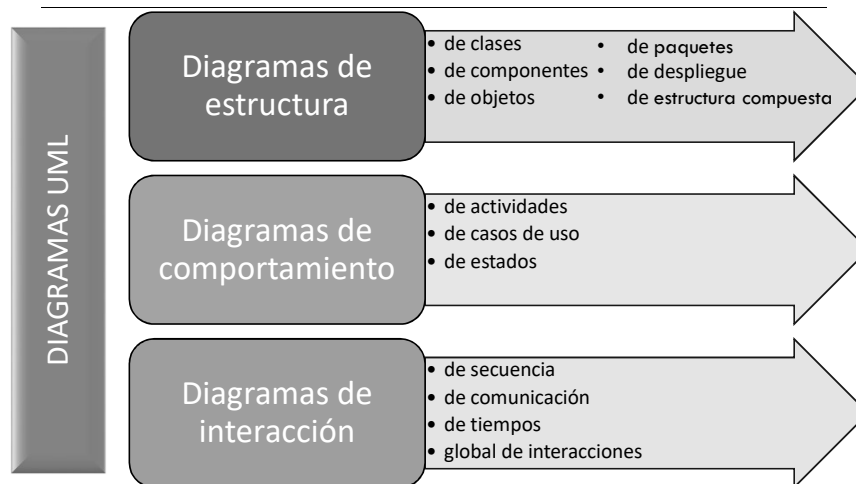 DIAGRAMAS UML
Diagramas de
estructura
• de clases
• de componentes
• de objetos
• de paquetes
• de despliegue
• de estructura compuesta
Diagramas de
comportamiento
• de actividades
• de casos de uso
• de estados
Diagramas de
interacción
• de secuencia
• de comunicación
• de tiempos
• global de interacciones